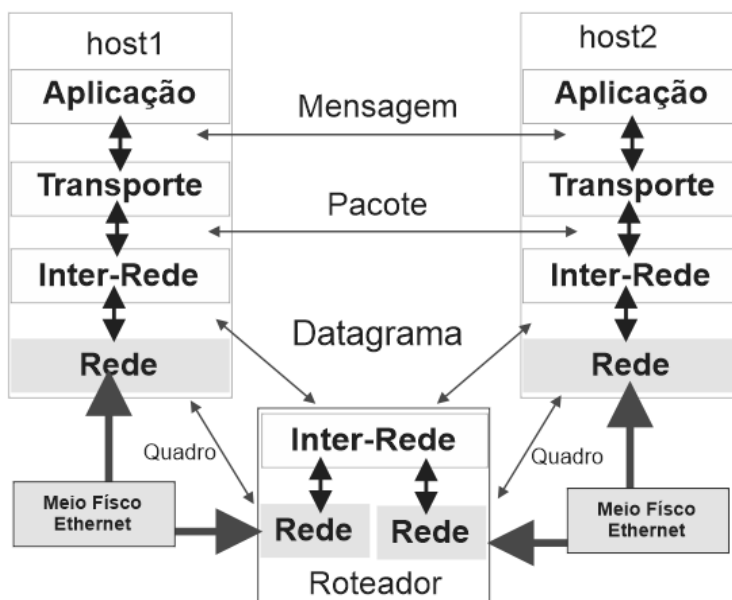 host1
host2
Aplicação
Aplicação
Mensagem
Transporte
Transporte
Pacote
Inter-Rede
Inter-Rede
Datagrama
Rede
Rede
Inter-Rede
Quadro
Quadro
Meio Físco
Ethernet
Meio Físco
Ethernet
Rede
Rede
Roteador